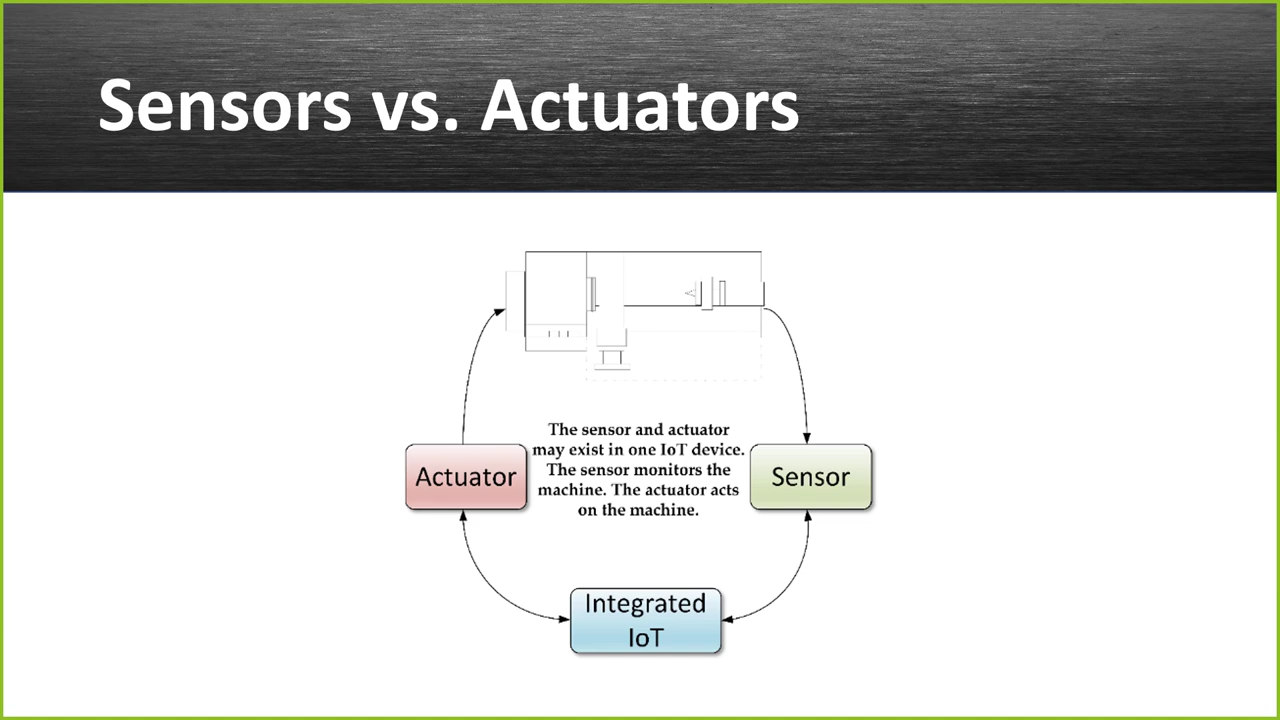 Sensors vs. Actuators
The sensor and actuator
may exist in one IoT device.
The sensor monitors the
machine. The actuator acts
on the machine.
Actuator
Sensor
Integrated
IoT